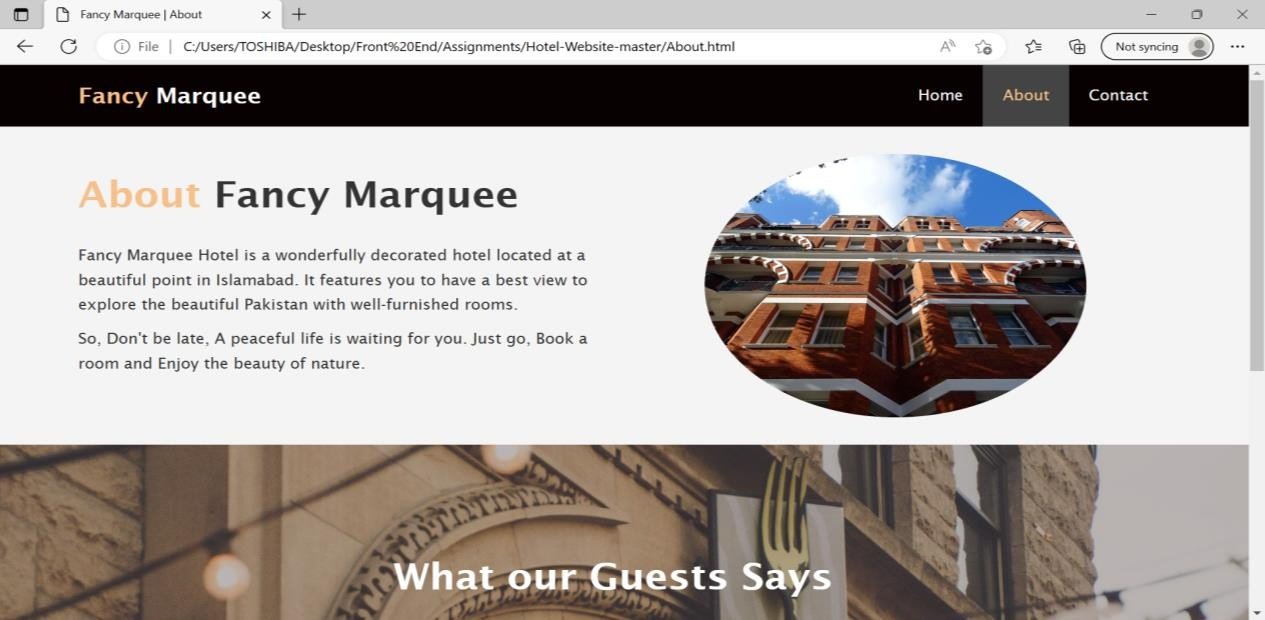 Fancy Marquee | About
File | C:/Users/TOSHIBA/Desktop/Front%20End/Assignments/Hotel-Website-master/About.html
Not syncing
Fancy Marquee
Home
About
Contact
About Fancy Marquee
Fancy Marquee Hotel is a wonderfully decorated hotel located at a
beautiful point in Islamabad. It features you to have a best view to
explore the beautiful Pakistan with well-furnished rooms.
So, Don't be late, A peaceful life is waiting for you. Just go, Book a
room and Enjoy the beauty of nature.
What our Guests Says